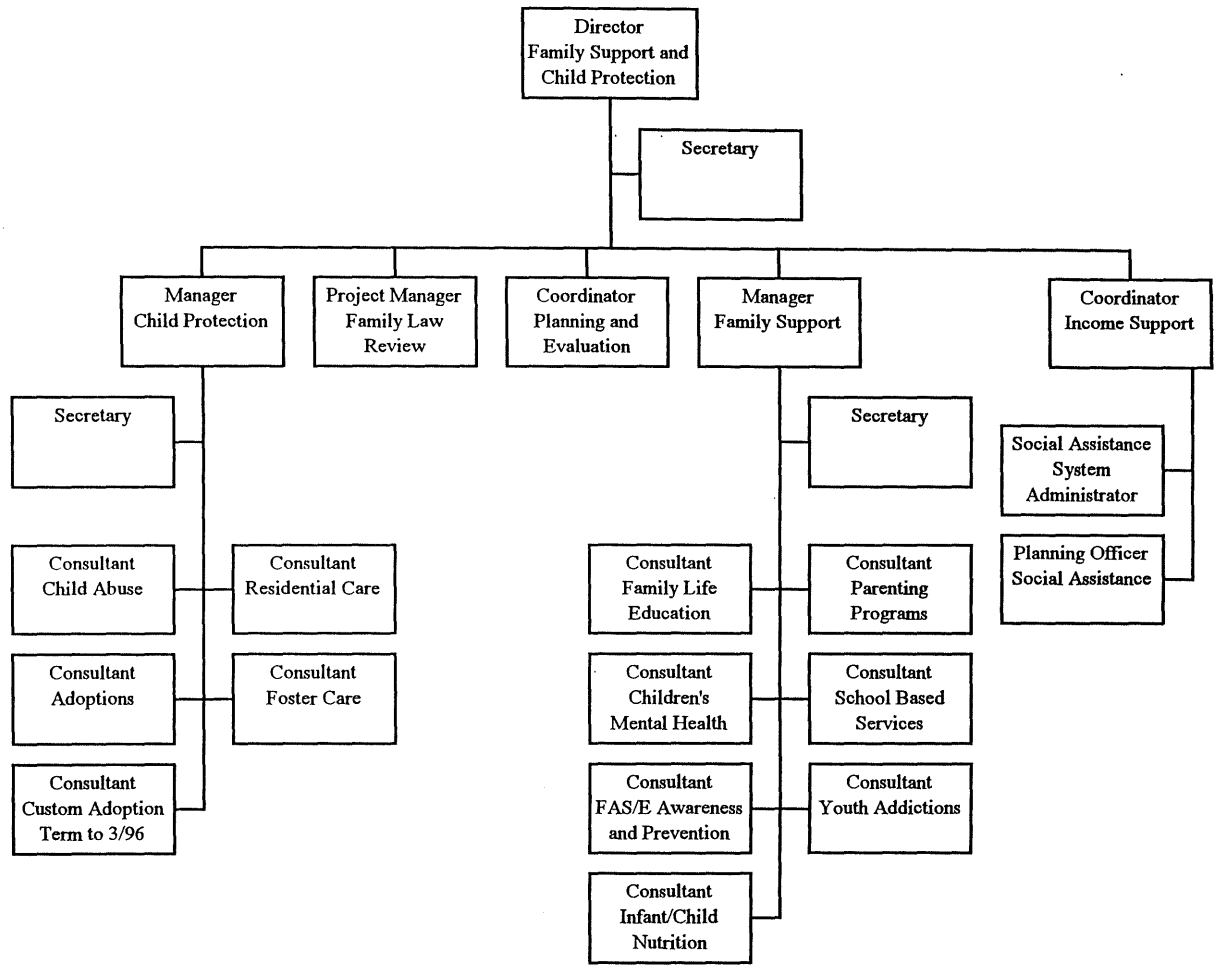 Director
Family Support and
Child Protection
Secretary
Manager
Child Protection
Project Manager
Family Law
Review
Coordinator
Planning and
Evaluation
Manager
Family Support
Coordinator
Income Support
Secretary
Secretary
Social Assistance
System
Administrator
Consultant
Child Abuse
Consultant
Residential Care
Consultant
Family Life
Education
Consultant
Parenting
Programs
Planning Officer
Social Assistance
Consultant
Adoptions
Consultant
Foster Care
Consultant
Children's
Mental Health
Consultant
School Based
Services
Consultant
Custom Adoption
Term to 3/96
Consultant
FAS/E Awareness
and Prevention
Consultant
Youth Addictions
Consultant
Infant/Child
Nutrition